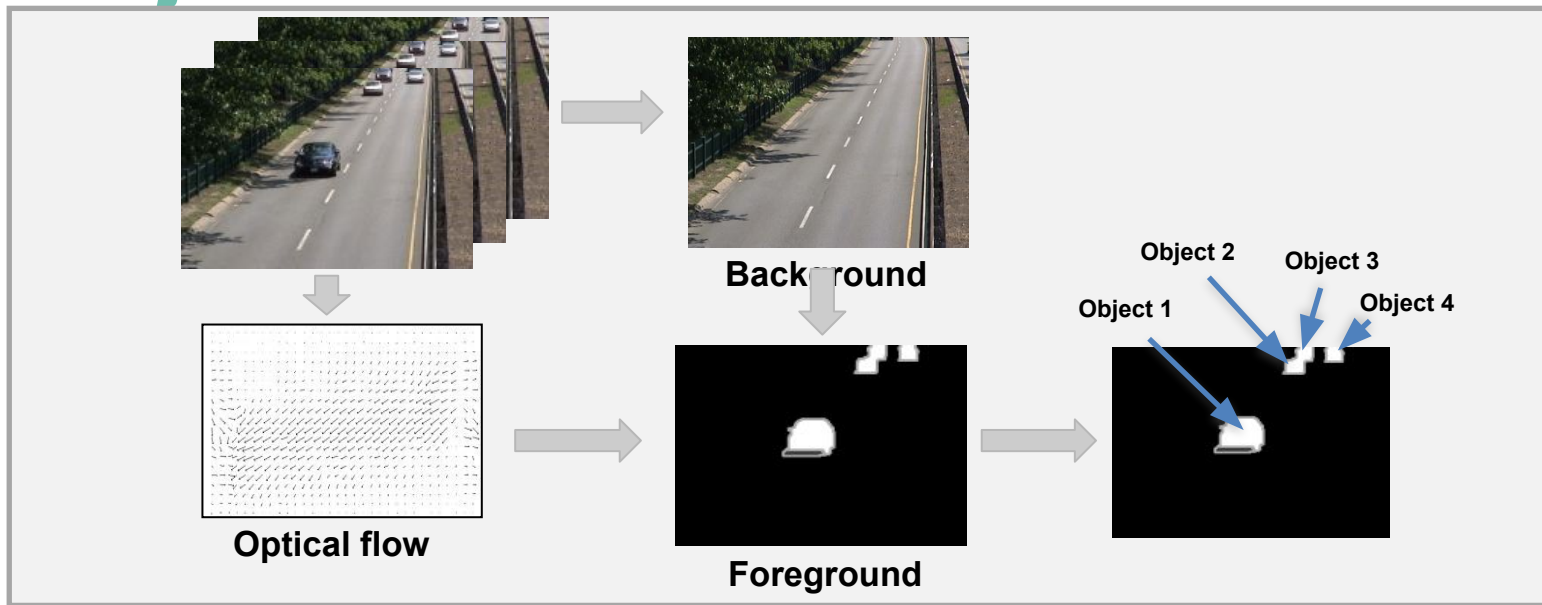 Background
Object 2
Object 3
Object 1
Object 4
Optical flow
Foreground